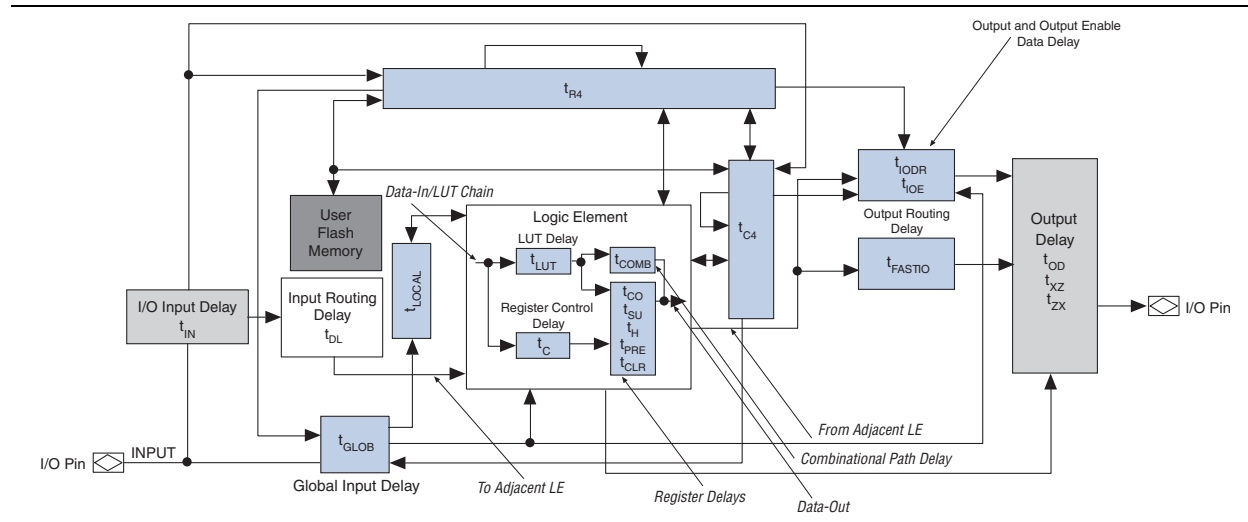 Output and Output Enable
Data Delay
tR4
tIODR
tIOE
Data-In/LUT Chain
User
Flash
Memory
Logic Element
tC4
Output Routing
Delay
Output
Delay
tOD
tXZ
tZX
LUT Delay
tLUT
tCOMB
tFASTIO
tLOCAL
I/O Input Delay
tIN
Input Routing
Delay
tDL
Register Control
Delay
tC
tCO
tSU
tH
tPRE
tCLR
I/O Pin
tGLOB
From Adjacent LE
I/O Pin
INPUT
Combinational Path Delay
Global Input Delay
To Adjacent LE
Register Delays
Data-Out